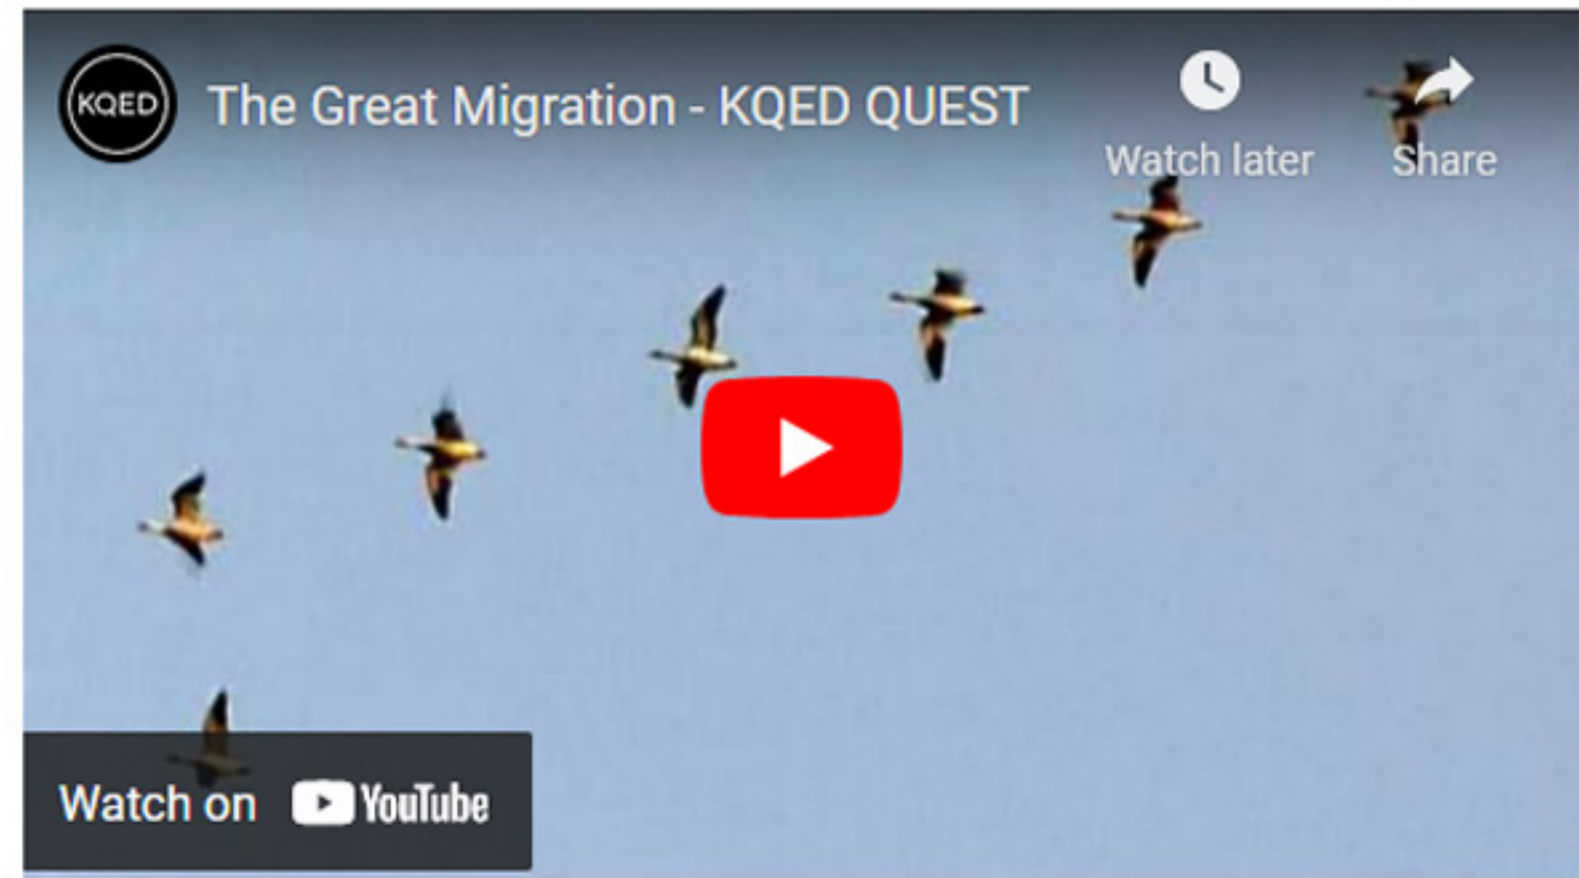 KQED
The Great Migration - KQED QUEST
Watch later
Share
Watch on YouTube